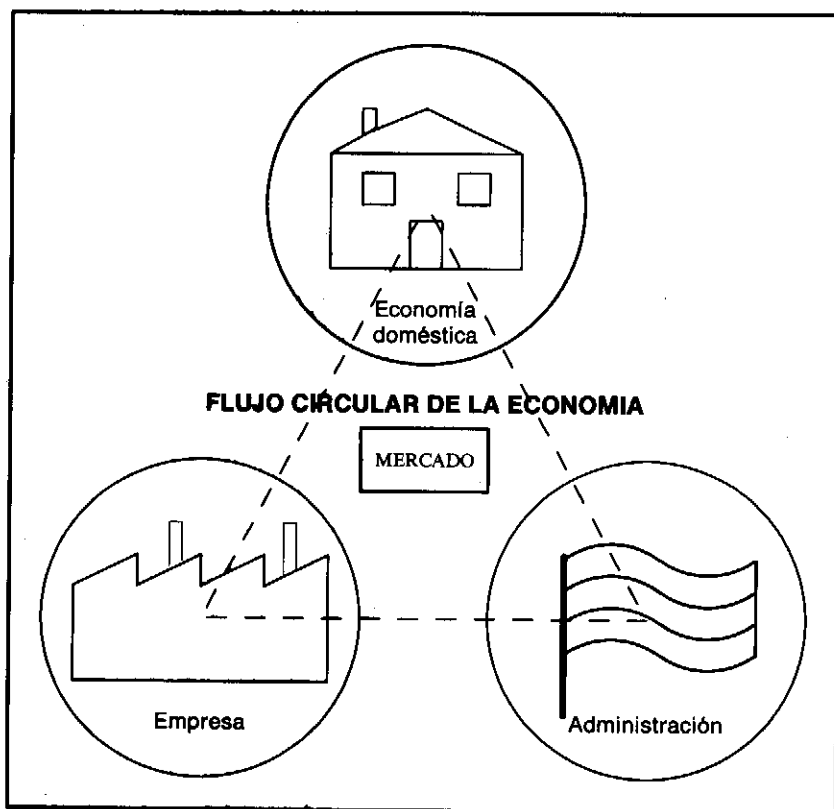 Economía
doméstica
FLUJO CIRCULAR DE LA ECONOMIA
MERCADO
Empresa
Administración